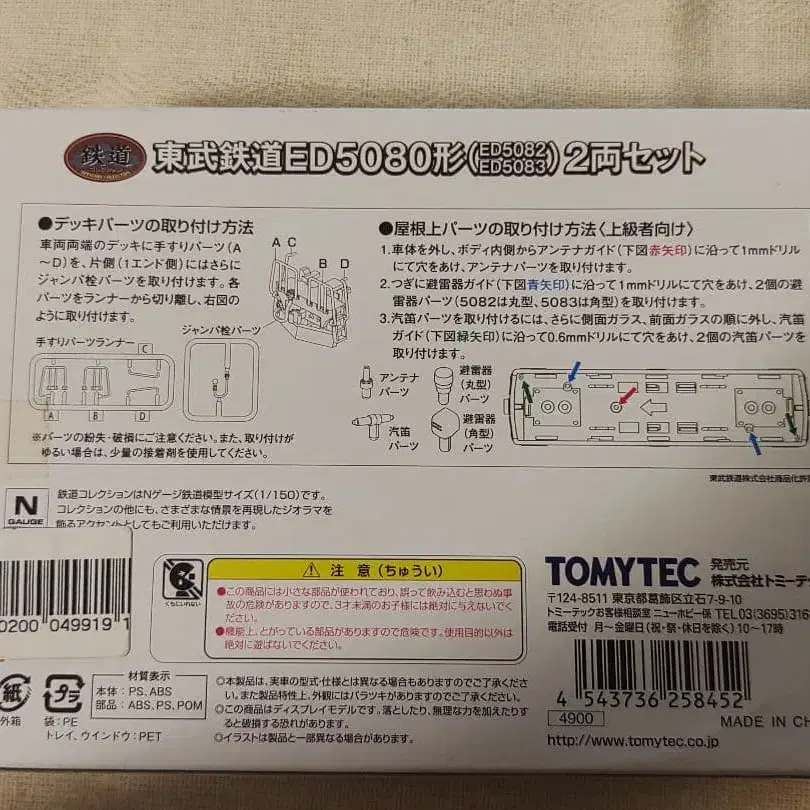 鉄道
コレクション
東武鉄道ED5080形(ED5082 ED5083)2両セット
●デッキパーツの取り付け方法
車両両端のデッキに手すりパーツ(A
〜D)を、片側(1エンド側)にはさらに
ジャンパ栓パーツを取り付けます。各
パーツをランナーから切り離し、右図の
ように取り付けます。
A C
B D
手すりパーツランナー
ジャンパ栓パーツ
C
A B D
※パーツの紛失・破損にご注意ください。また、取り付けが
ゆるい場合は、少量の接着剤を使用してください。
●屋根上パーツの取り付け方法〈上級者向け〉
1.車体を外し、ボディ内側からアンテナガイド(下図赤矢印)に沿って1mmドリル
にて穴をあけ、アンテナパーツを取り付けます。
2.つぎに避雷器ガイド(下図青矢印)に沿って1mmドリルにて穴をあけ、2個の避
雷器パーツ(5082は丸型、5083は角型)を取り付けます。
3.汽笛パーツを取り付けるには、さらに側面ガラス、前面ガラスの順に外し、汽笛
ガイド(下図緑矢印)に沿って0.6mmドリルにて穴をあけ、2個の汽笛パーツを
取り付けます。
アンテナ
パーツ
避雷器
(丸型)
パーツ
汽笛
パーツ
避雷器
(角型)
パーツ
東武鉄道株式会社商品化許
N
GAUGE
鉄道コレクションはNゲージ鉄道模型サイズ(1/150)です。
コレクションの他にも、さまざまな情景を再現したジオラマを
飾るアクセントとしてもご利用いただけます。
0200 049919 1
くちにいれない
注意(ちゅうい)
●この商品には小さな部品が使われており、誤って飲み込むと思わぬ事
故の危険がありますので、3才未満のお子様には絶対に与えないでく
ださい。
●機能上、とがっている部品がありますので危険です。使用目的以外は
絶対に遊ばないでください。
TOMYTEC 発売元
株式会社トミーテッ
〒124-8511 東京都葛飾区立石7-9-10
トミーテックお客様相談室 ニューホビー係 TEL03(3695)316
電話受付 月〜金曜日(祝・祭・休日を除く)10〜17時
紙
外箱
プラ
袋:PE
トレイ、ウインドウ:PET
材質表示
本体:PS、ABS
部品:ABS、PS、POM
◎本製品は、実車の型式・仕様とは異なる場合もありますのでご了承くださ
い。また製品特性上、外観にはバラツキがありますのでご了承ください。
◎この商品はディスプレイモデルです。落としたり、無理な力を加えたりす
ると破損する恐れがあります。
◎イラストは製品と一部異なる場合があります。
4 543736 258452
4900
MADE IN CH
http://www.tomytec.co.jp